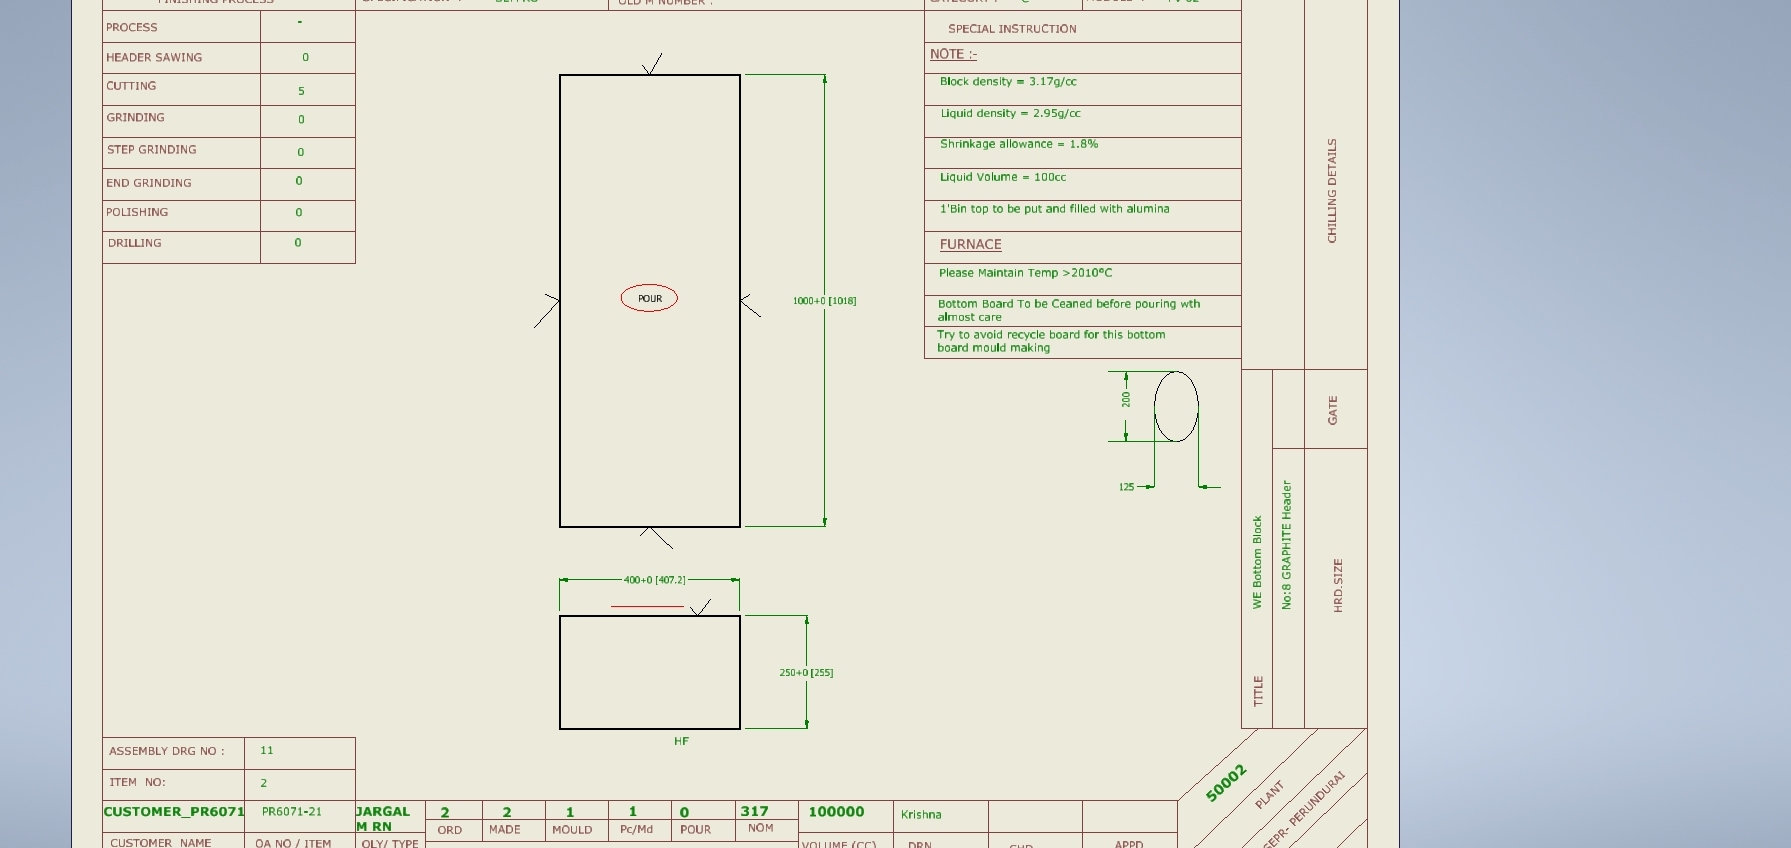 FINISHING PROCESS
OLD M NUMBER :
PROCESS -
HEADER SAWING 0
CUTTING 5
GRINDING 0
STEP GRINDING 0
END GRINDING 0
POLISHING 0
DRILLING 0
SPECIAL INSTRUCTION
NOTE :-
Block density = 3.17g/cc
Liquid density = 2.95g/cc
Shrinkage allowance = 1.8%
Liquid Volume = 100cc
1'Bin top to be put and filled with alumina
FURNACE
Please Maintain Temp >2010°C
Bottom Board To be Ceaned before pouring wth
almost care
Try to avoid recycle board for this bottom
board mould making
CHILLING DETAILS
POUR
1000+0 [1018]
200
125
GATE
HRD.SIZE
No:8 GRAPHITE Header
WE Bottom Block
TITLE
400+0 [407.2]
250+0 [255]
HF
ASSEMBLY DRG NO : 11
ITEM NO: 2
CUSTOMER_PR6071 PR6071-21 JARGAL
M RN
2 2 1 1 0 317 100000 Krishna
ORD MADE MOULD Pc/Md POUR NOM
CUSTOMER NAME OA NO / ITEM QLY/ TYPE VOLUME (CC) DRN CHD APPD
50002
PLANT
GEPR- PERUNDURAI